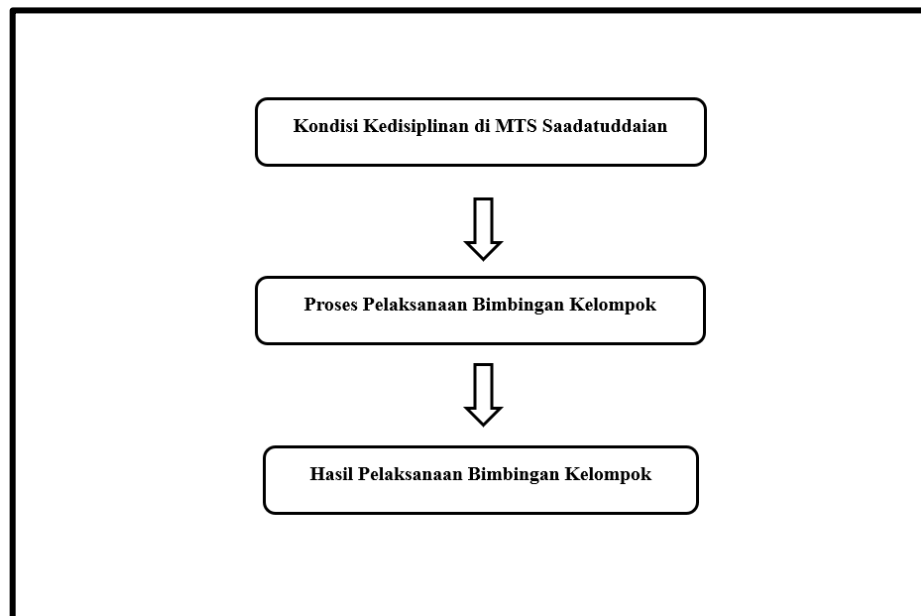 Kondisi Kedisiplinan di MTS Saadatuddaian
Proses Pelaksanaan Bimbingan Kelompok
Hasil Pelaksanaan Bimbingan Kelompok